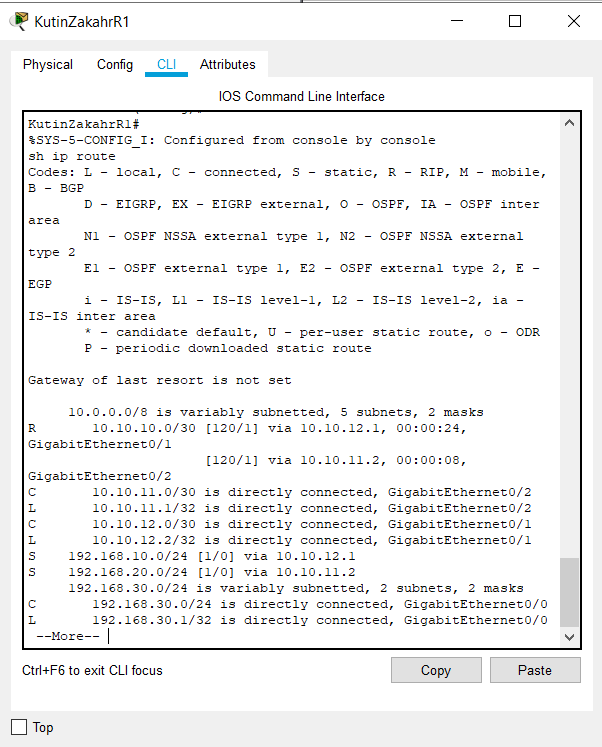 KutinZakahrR1
Physical Config CLI Attributes
IOS Command Line Interface
KutinZakahrR1#
%SYS-5-CONFIG_I: Configured from console by console
sh ip route
Codes: L - local, C - connected, S - static, R - RIP, M - mobile,
B - BGP
D - EIGRP, EX - EIGRP external, O - OSPF, IA - OSPF inter
area
N1 - OSPF NSSA external type 1, N2 - OSPF NSSA external
type 2
E1 - OSPF external type 1, E2 - OSPF external type 2, E -
EGP
i - IS-IS, L1 - IS-IS level-1, L2 - IS-IS level-2, ia -
IS-IS inter area
* - candidate default, U - per-user static route, o - ODR
P - periodic downloaded static route
Gateway of last resort is not set
10.0.0.0/8 is variably subnetted, 5 subnets, 2 masks
R 10.10.10.0/30 [120/1] via 10.10.12.1, 00:00:24,
GigabitEthernet0/1
[120/1] via 10.10.11.2, 00:00:08,
GigabitEthernet0/2
C 10.10.11.0/30 is directly connected, GigabitEthernet0/2
L 10.10.11.1/32 is directly connected, GigabitEthernet0/2
C 10.10.12.0/30 is directly connected, GigabitEthernet0/1
L 10.10.12.2/32 is directly connected, GigabitEthernet0/1
S 192.168.10.0/24 [1/0] via 10.10.12.1
S 192.168.20.0/24 [1/0] via 10.10.11.2
192.168.30.0/24 is variably subnetted, 2 subnets, 2 masks
C 192.168.30.0/24 is directly connected, GigabitEthernet0/0
L 192.168.30.1/32 is directly connected, GigabitEthernet0/0
--More--
Ctrl+F6 to exit CLI focus
Copy Paste
Top